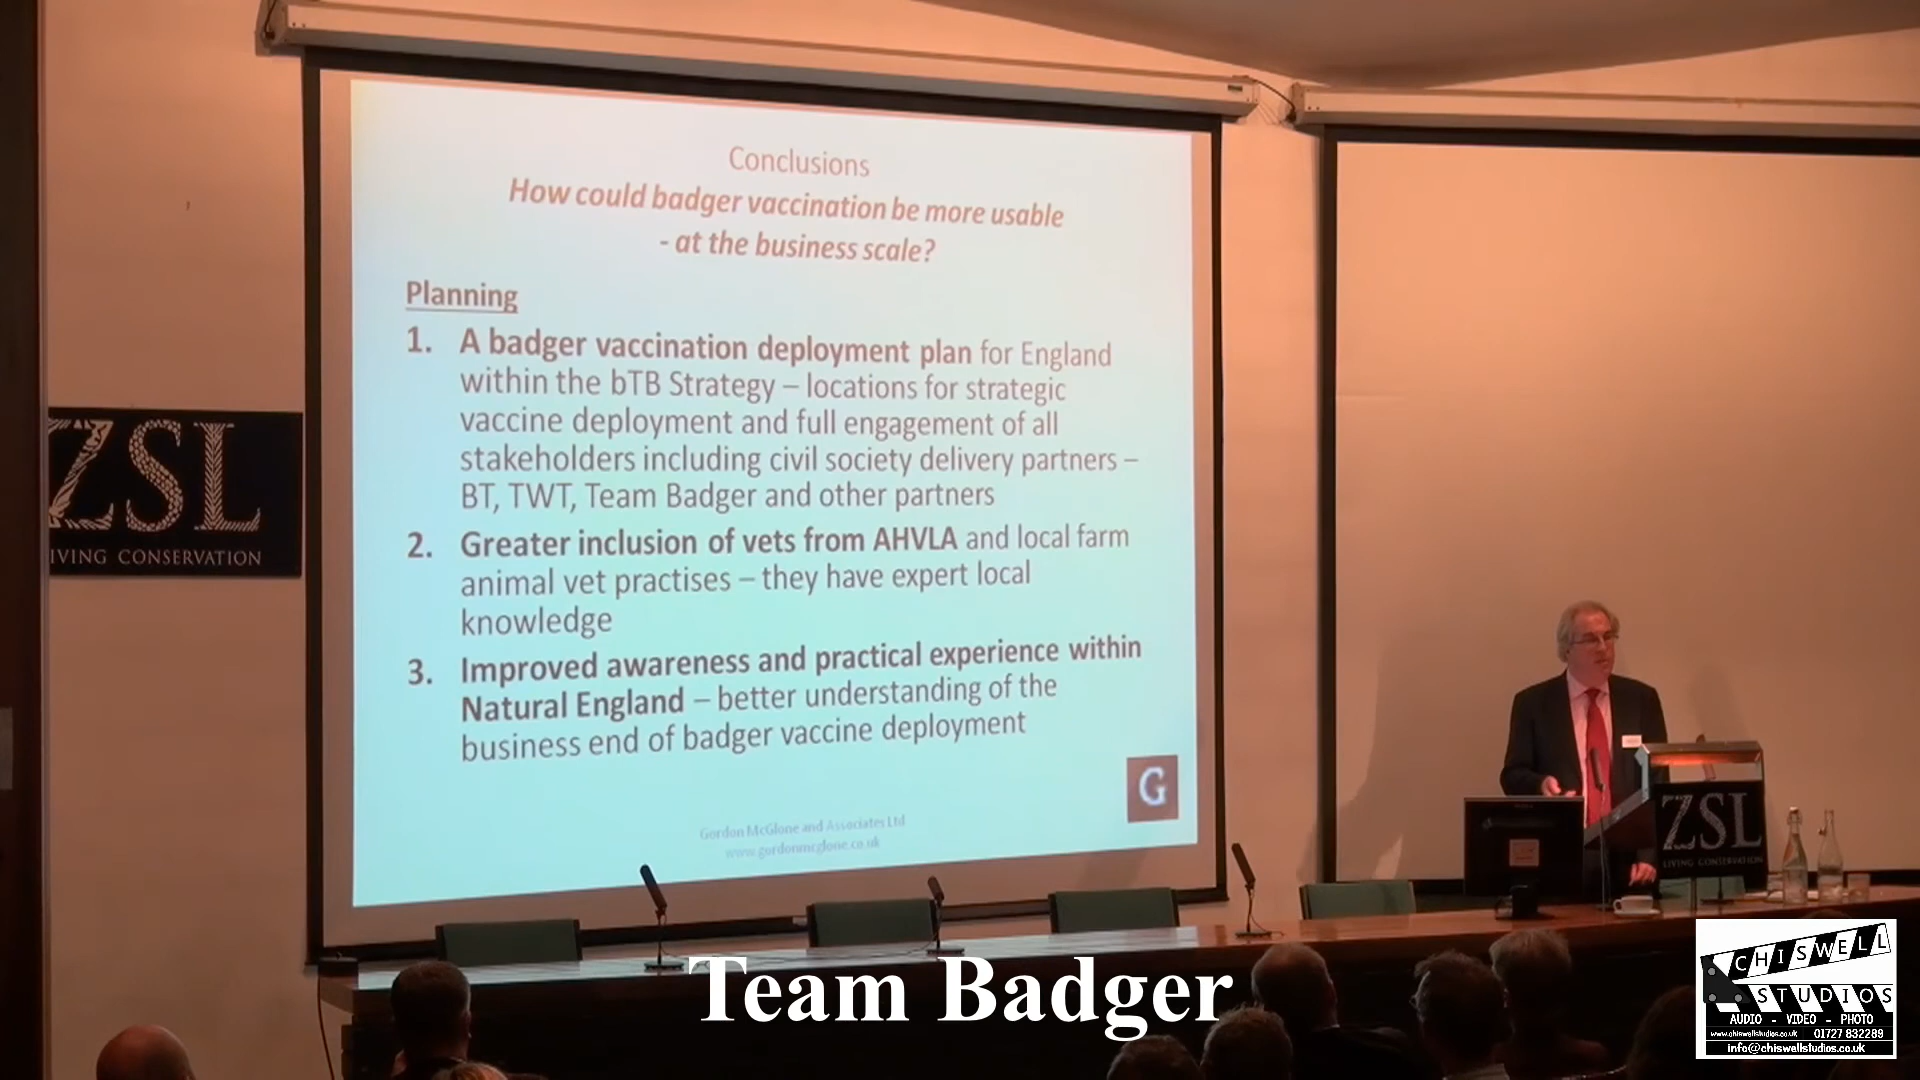 Conclusions
How could badger vaccination be more usable
- at the business scale?
Planning
1. A badger vaccination deployment plan for England
within the bTB Strategy – locations for strategic
vaccine deployment and full engagement of all
stakeholders including civil society delivery partners –
BT, TWT, Team Badger and other partners
2. Greater inclusion of vets from AHVLA and local farm
animal vet practises – they have expert local
knowledge
3. Improved awareness and practical experience within
Natural England – better understanding of the
business end of badger vaccine deployment
G
Gordon McGlone and Associates Ltd
www.gordonmcglone.co.uk
ZSL
IVING CONSERVATION
ZSL
LIVING CONSERVATION
Team Badger
CHISWELL
STUDIOS
AUDIO - VIDEO - PHOTO
www.chiswellstudios.co.uk 01727 832289
info@chiswellstudios.co.uk